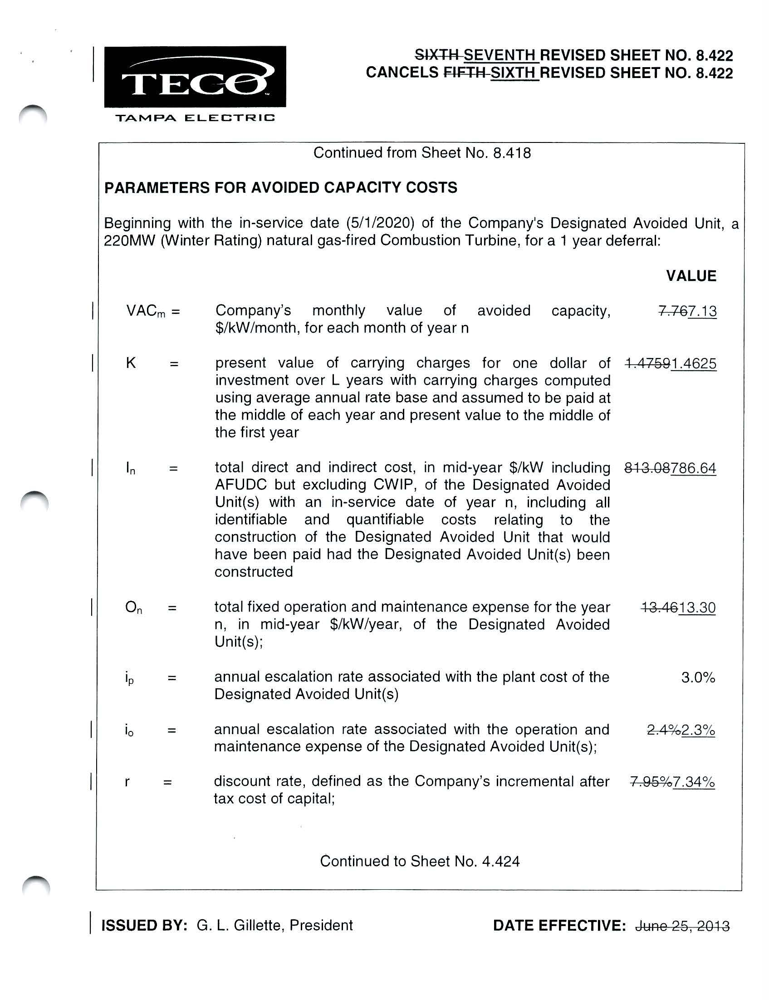 SIXTH SEVENTH REVISED SHEET NO. 8.422
CANCELS FIFTH SIXTH REVISED SHEET NO. 8.422
TECO
TAMPA ELECTRIC
Continued from Sheet No. 8.418
PARAMETERS FOR AVOIDED CAPACITY COSTS
Beginning with the in-service date (5/1/2020) of the Company's Designated Avoided Unit, a
220MW (Winter Rating) natural gas-fired Combustion Turbine, for a 1 year deferral:
VALUE
VACm = Company's monthly value of avoided capacity, 7.767.13
$/kW/month, for each month of year n
K = present value of carrying charges for one dollar of 1.47591.4625
investment over L years with carrying charges computed
using average annual rate base and assumed to be paid at
the middle of each year and present value to the middle of
the first year
In = total direct and indirect cost, in mid-year $/kW including 813.08786.64
AFUDC but excluding CWIP, of the Designated Avoided
Unit(s) with an in-service date of year n, including all
identifiable and quantifiable costs relating to the
construction of the Designated Avoided Unit that would
have been paid had the Designated Avoided Unit(s) been
constructed
On = total fixed operation and maintenance expense for the year 13.4613.30
n, in mid-year $/kW/year, of the Designated Avoided
Unit(s);
ip = annual escalation rate associated with the plant cost of the 3.0%
Designated Avoided Unit(s)
io = annual escalation rate associated with the operation and 2.4%2.3%
maintenance expense of the Designated Avoided Unit(s);
r = discount rate, defined as the Company's incremental after 7.95%7.34%
tax cost of capital;
Continued to Sheet No. 4.424
ISSUED BY: G. L. Gillette, President DATE EFFECTIVE: June 25, 2013